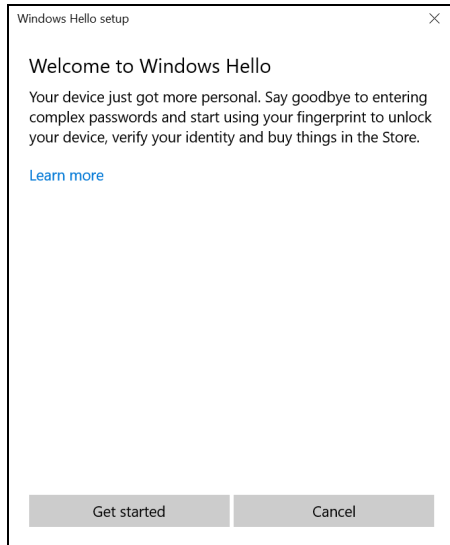 Windows Hello setup
Welcome to Windows Hello
Your device just got more personal. Say goodbye to entering
complex passwords and start using your fingerprint to unlock
your device, verify your identity and buy things in the Store.
Learn more
Get started
Cancel